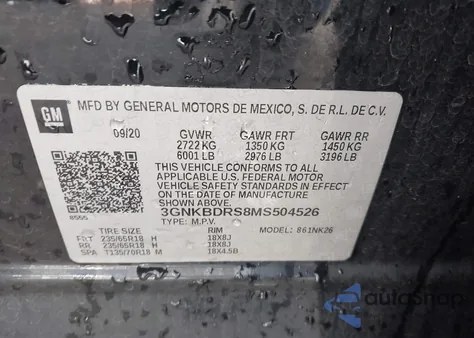 GM
MFD BY GENERAL MOTORS DE MEXICO, S. DE R.L. DE C.V.
09/20 GVWR GAWR FRT GAWR RR
2722 KG 1350 KG 1450 KG
6001 LB 2976 LB 3196 LB
THIS VEHICLE CONFORMS TO ALL
APPLICABLE U.S. FEDERAL MOTOR VEHICLE
SAFETY STANDARDS IN EFFECT ON THE
DATE OF MANUFACTURE SHOWN ABOVE.
3GNKBDRS8MS504526
8555 TYPE: M.P.V. MODEL: 861NK26
TIRE SIZE RIM
FRT 235/65R18 H 18X8J
RR 235/65R18 H 18X8J
SPA T135/70R18 M 18X4.5B
autoshop